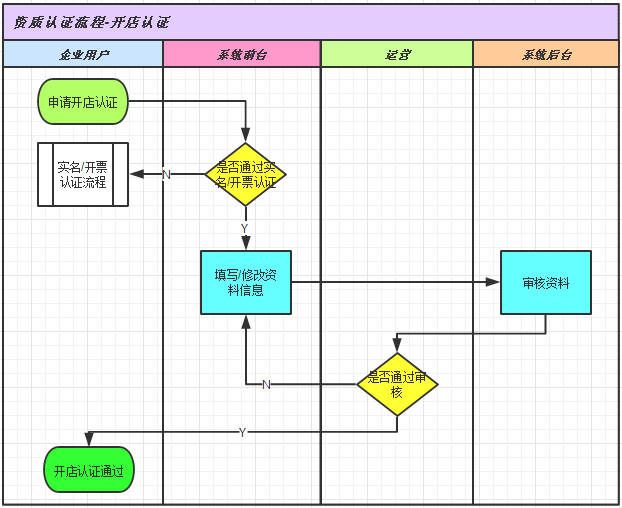 资质认证流程-开店认证
企业用户
系统前台
运营
系统后台
申请开店认证
实名/开票
认证流程
N
是否通过实
名/开票认证
Y
填写/修改资
料信息
审核资料
是否通过审
核
N
Y
开店认证通过